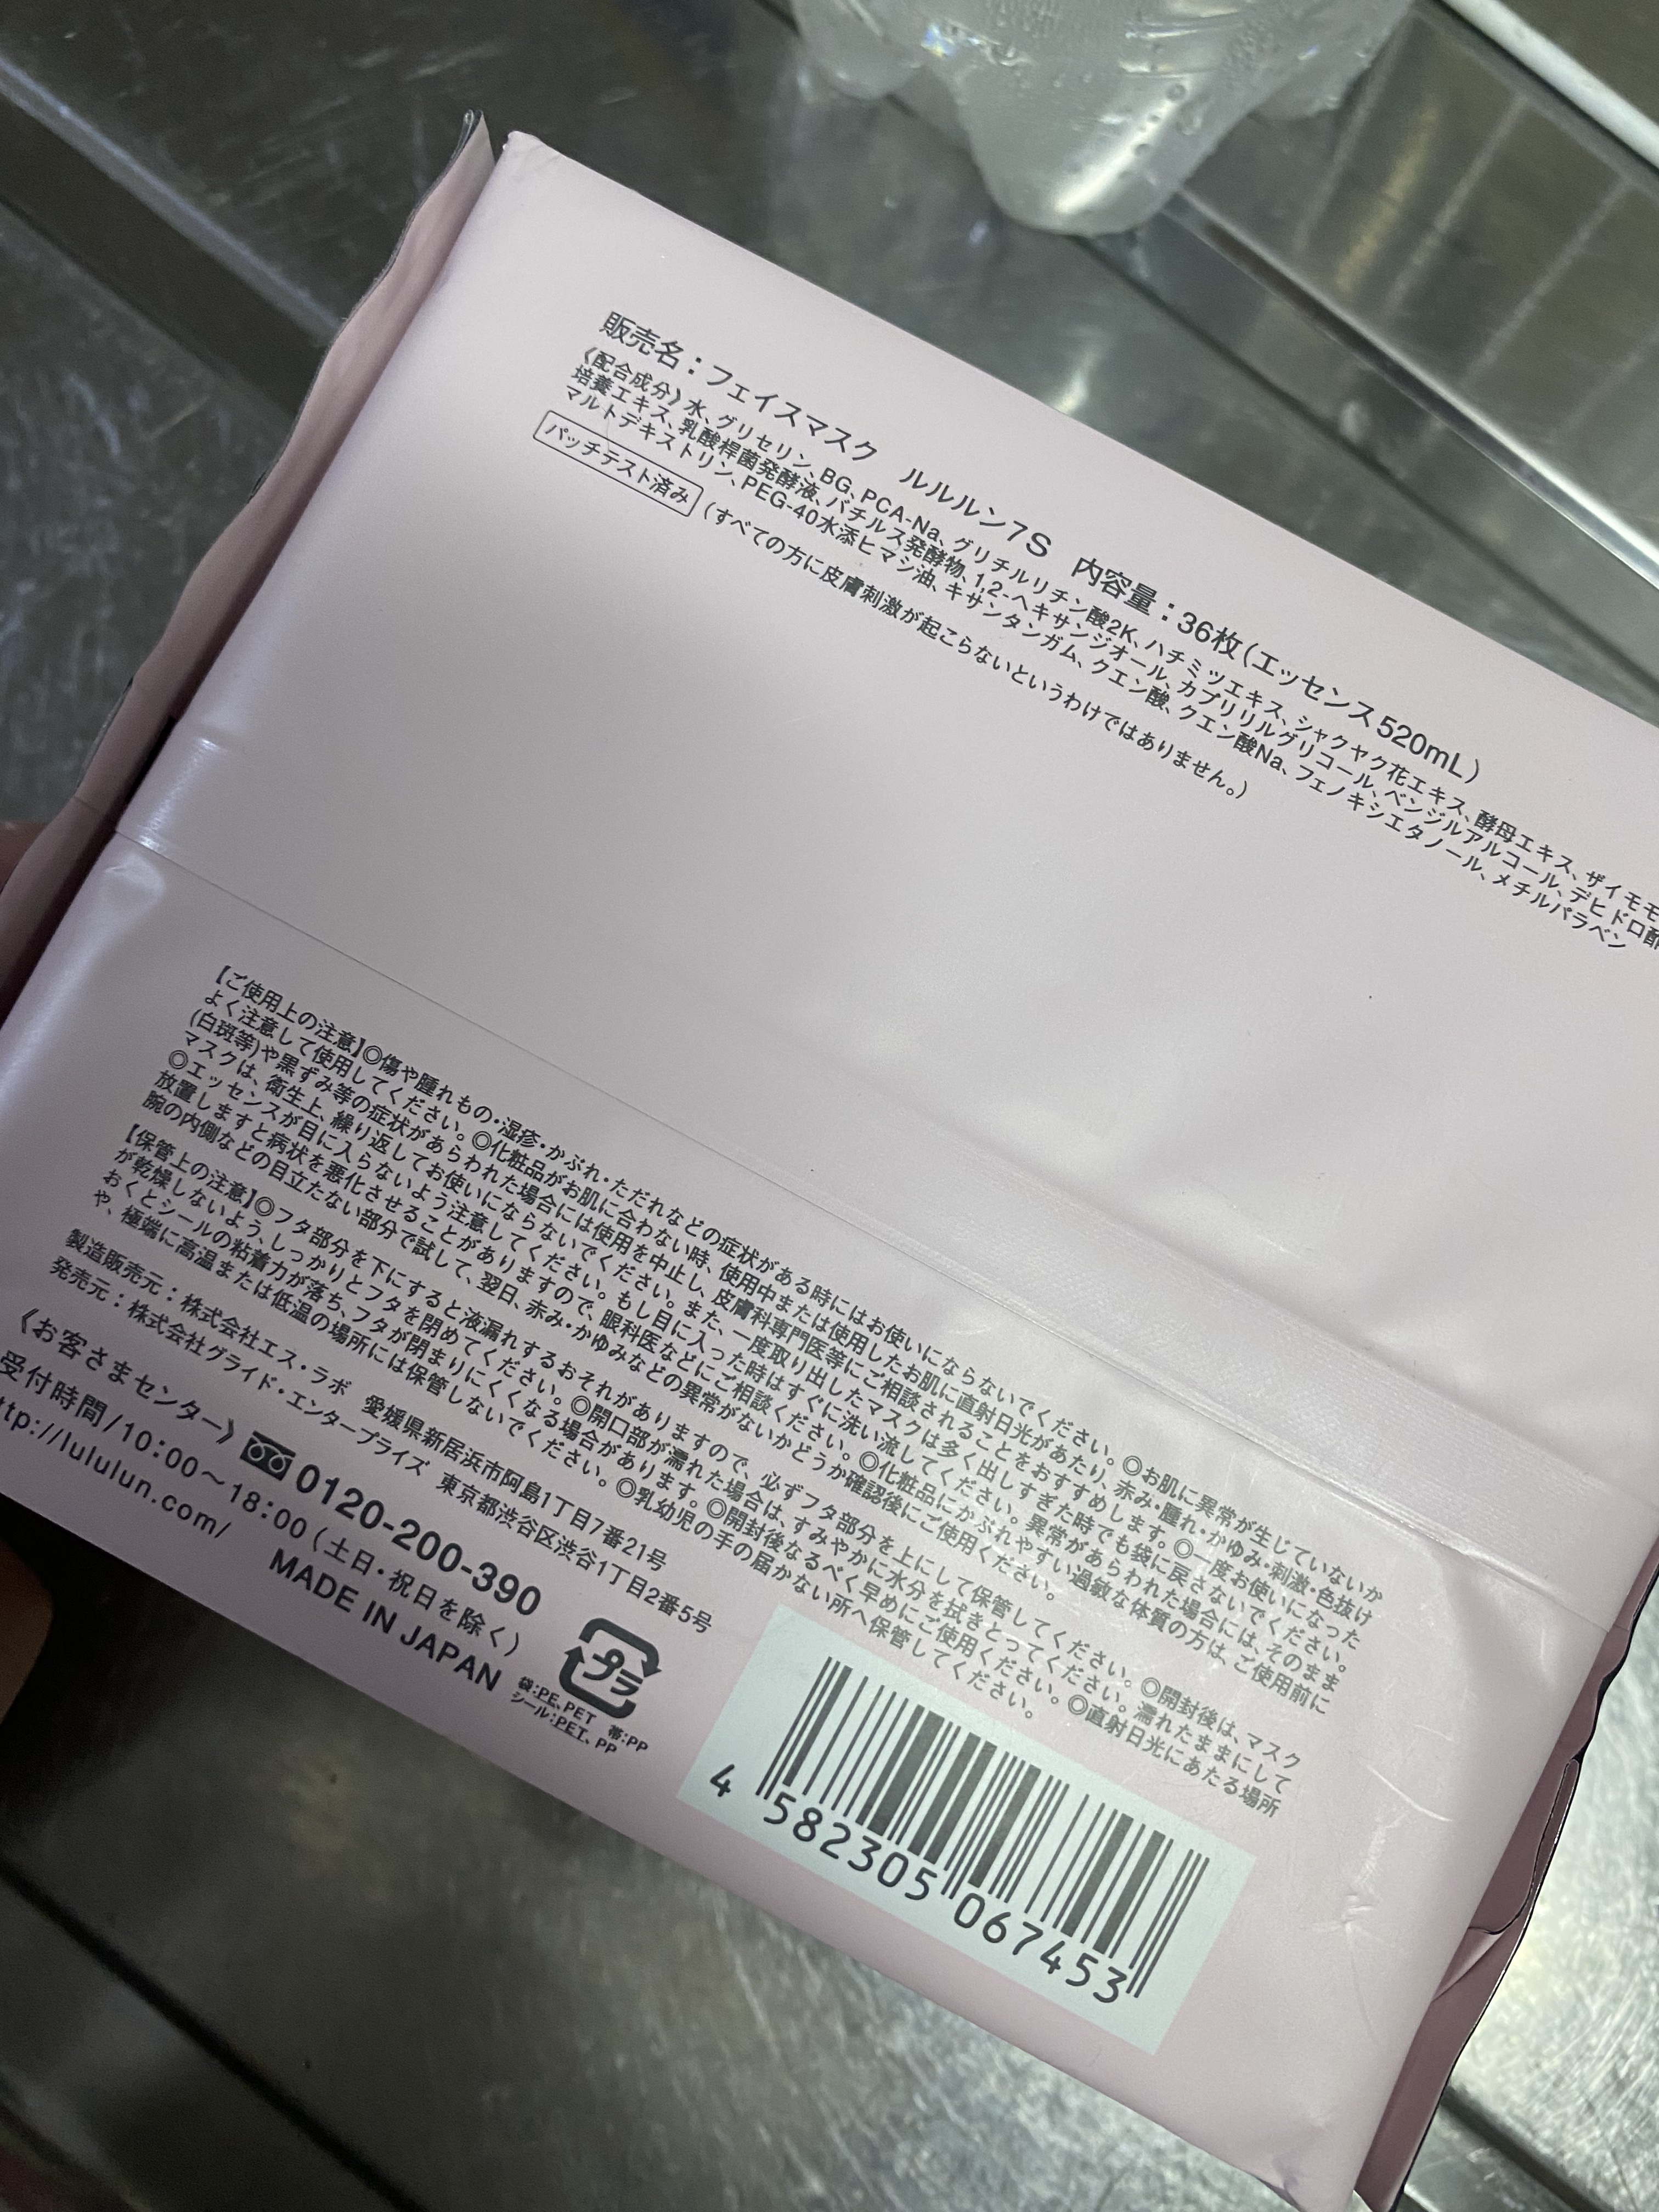 販売名：フェイスマスク　ルルルン7S　内容量：36枚（エッセンス520mL）
《配合成分》水、グリセリン、BG、PCA-Na、グリチルリチン酸2K、ハチミツエキス、シャクヤク花エキス、酵母エキス、ザイモモ
培養エキス、乳酸桿菌発酵液、バチルス発酵物、1,2-ヘキサンジオール、カプリリルグリコール、ベンジルアルコール、デヒドロ酢
マルトデキストリン、PEG-40水添ヒマシ油、キサンタンガム、クエン酸、クエン酸Na、フェノキシエタノール、メチルパラベン
パッチテスト済み（すべての方に皮膚刺激が起こらないというわけではありません。）
【ご使用上の注意】◎傷や腫れもの・湿疹・かぶれ・ただれなどの症状がある時にはお使いにならないでください。◎お肌に異常が生じていないか
よく注意して使用してください。◎化粧品がお肌に合わない時、使用中または使用したお肌に直射日光があたり、赤み・腫れ・かゆみ・刺激・色抜け
(白斑等)や黒ずみ等の症状があらわれた場合には使用を中止し、皮膚科専門医等にご相談されることをおすすめします。◎一度お使いになった
マスクは、衛生上、繰り返してお使いにならないでください。また、一度取り出したマスクは多く出しすぎた時でも袋に戻さないでください。
◎エッセンスが目に入らないよう注意してください。もし目に入った時はすぐに洗い流してください。異常があらわれた場合には、そのまま
放置しますと病状を悪化させることがありますので、眼科医などにご相談ください。◎化粧品にかぶれやすい過敏な体質の方は、ご使用前に
腕の内側などの目立たない部分で試して、翌日、赤み・かゆみなどの異常がないかどうか確認後にご使用ください。
【保管上の注意】◎フタ部分を下にすると液漏れするおそれがありますので、必ずフタ部分を上にして保管してください。◎開封後は、マスク
が乾燥しないよう、しっかりとフタを閉めてください。◎開口部が濡れた場合は、すみやかに水分を拭きとってください。濡れたままにして
おくとシールの粘着力が落ち、フタが閉まりにくくなる場合があります。◎開封後なるべく早めにご使用ください。◎直射日光にあたる場所
や、極端に高温または低温の場所には保管しないでください。◎乳幼児の手の届かない所へ保管してください。
製造販売元：株式会社エス・ラボ　愛媛県新居浜市阿島1丁目7番21号
発売元：株式会社グライド・エンタープライズ　東京都渋谷区渋谷1丁目2番5号
《お客さまセンター》0120-200-390
受付時間/10:00～18:00（土日・祝日を除く）
ttp://lululun.com/　MADE IN JAPAN
プラ
袋:PE、PET　帯:PP
シール:PET、PP
4 582305 067453